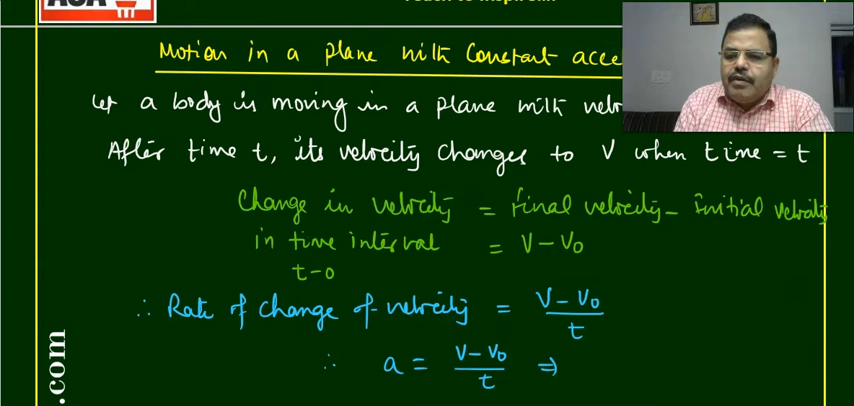 Motion in a plane with Constant
Let a body is moving in a plane with
After time t, its velocity changes to V when time = t
Change in velocity = final velocity - Initial velocity
in time interval = V - V₀
t-0
∴ Rate of change of velocity = V - V₀ / t
∴ a = V - V₀ / t ⇒
.com